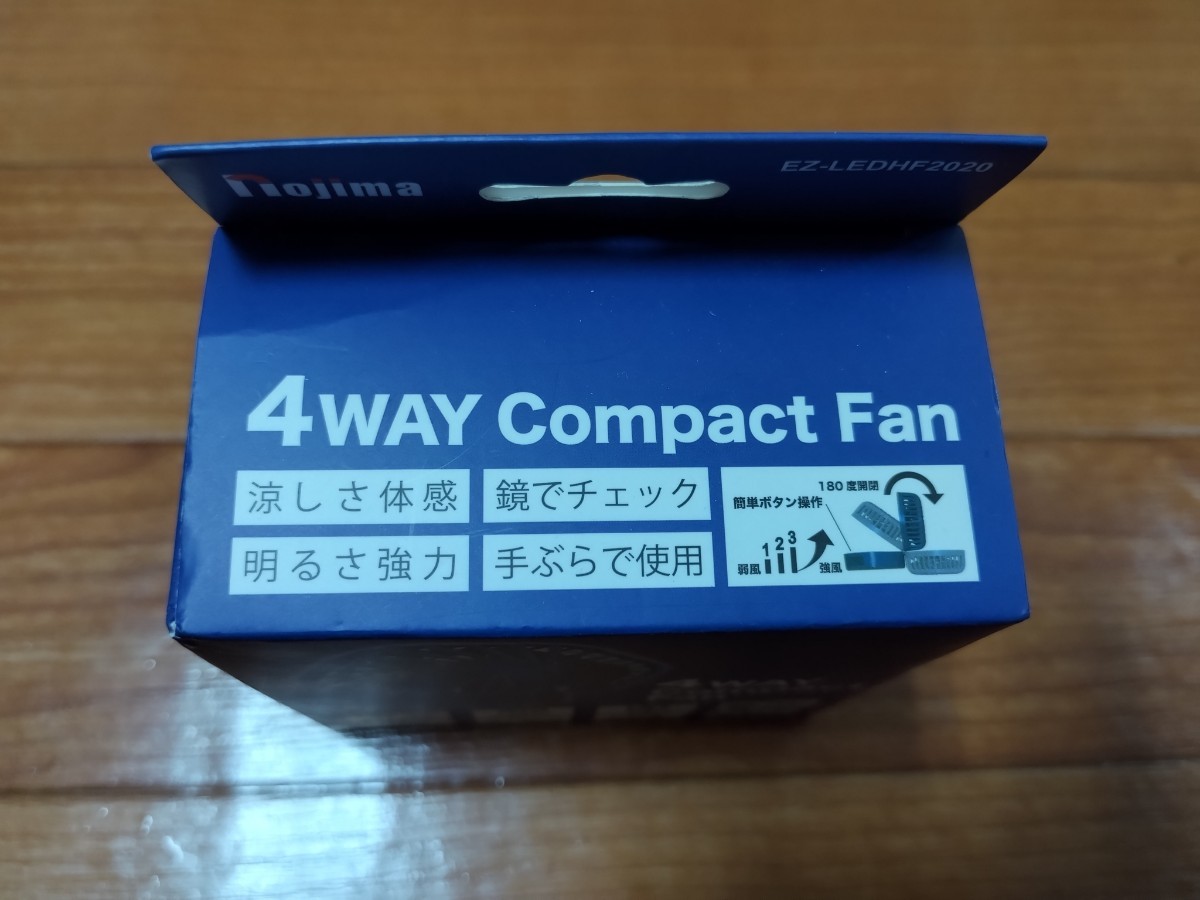 nojima
EZ-LEDHF2020
4WAY Compact Fan
涼しさ体感
鏡でチェック
明るさ強力
手ぶらで使用
180度開閉
簡単ボタン操作
1 2 3
弱風
強風
4way